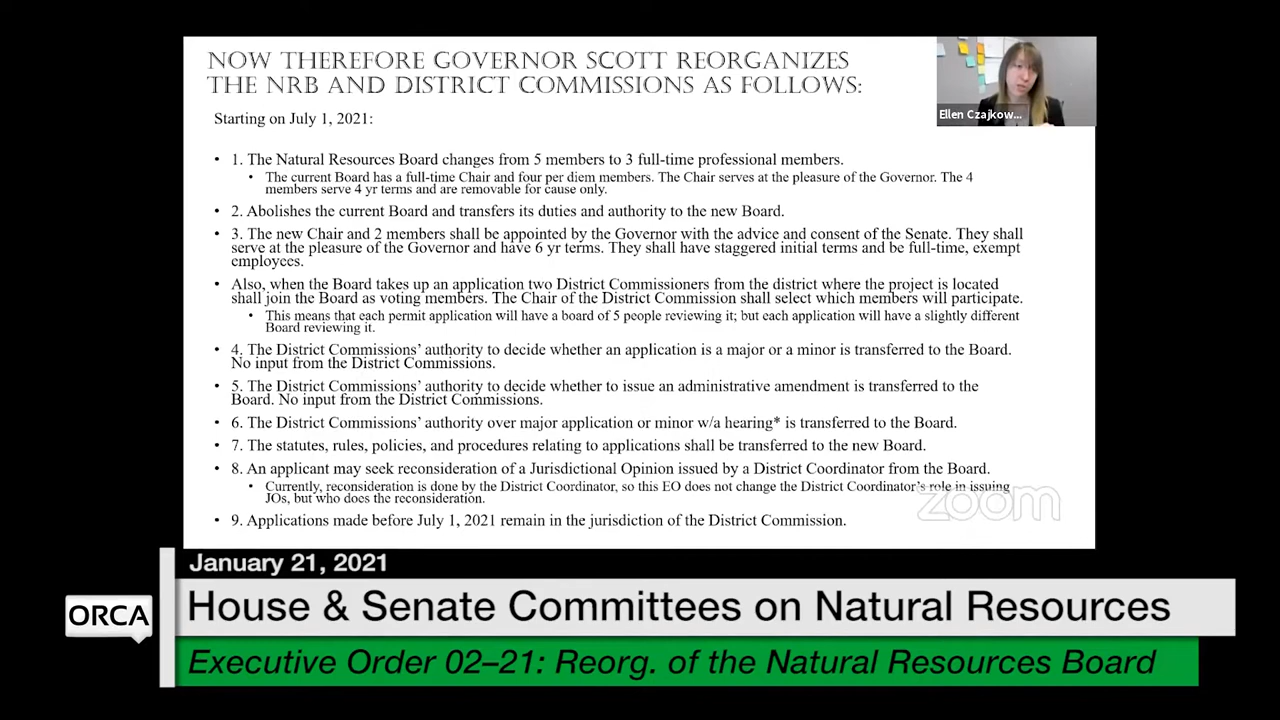 NOW THEREFORE GOVERNOR SCOTT REORGANIZES
THE NRB AND DISTRICT COMMISSIONS AS FOLLOWS:
Ellen Czajkow...
Starting on July 1, 2021:
• 1. The Natural Resources Board changes from 5 members to 3 full-time professional members.
• The current Board has a full-time Chair and four per diem members. The Chair serves at the pleasure of the Governor. The 4
members serve 4 yr terms and are removable for cause only.
• 2. Abolishes the current Board and transfers its duties and authority to the new Board.
• 3. The new Chair and 2 members shall be appointed by the Governor with the advice and consent of the Senate. They shall
serve at the pleasure of the Governor and have 6 yr terms. They shall have staggered initial terms and be full-time, exempt
employees.
• Also, when the Board takes up an application two District Commissioners from the district where the project is located
shall join the Board as voting members. The Chair of the District Commission shall select which members will participate.
• This means that each permit application will have a board of 5 people reviewing it; but each application will have a slightly different
Board reviewing it.
• 4. The District Commissions' authority to decide whether an application is a major or a minor is transferred to the Board.
No input from the District Commissions.
• 5. The District Commissions' authority to decide whether to issue an administrative amendment is transferred to the
Board. No input from the District Commissions.
• 6. The District Commissions' authority over major application or minor w/a hearing* is transferred to the Board.
• 7. The statutes, rules, policies, and procedures relating to applications shall be transferred to the new Board.
• 8. An applicant may seek reconsideration of a Jurisdictional Opinion issued by a District Coordinator from the Board.
• Currently, reconsideration is done by the District Coordinator, so this EO does not change the District Coordinator's role in issuing
JOs, but who does the reconsideration.
zoom
• 9. Applications made before July 1, 2021 remain in the jurisdiction of the District Commission.
January 21, 2021
ORCA
House & Senate Committees on Natural Resources
Executive Order 02–21: Reorg. of the Natural Resources Board